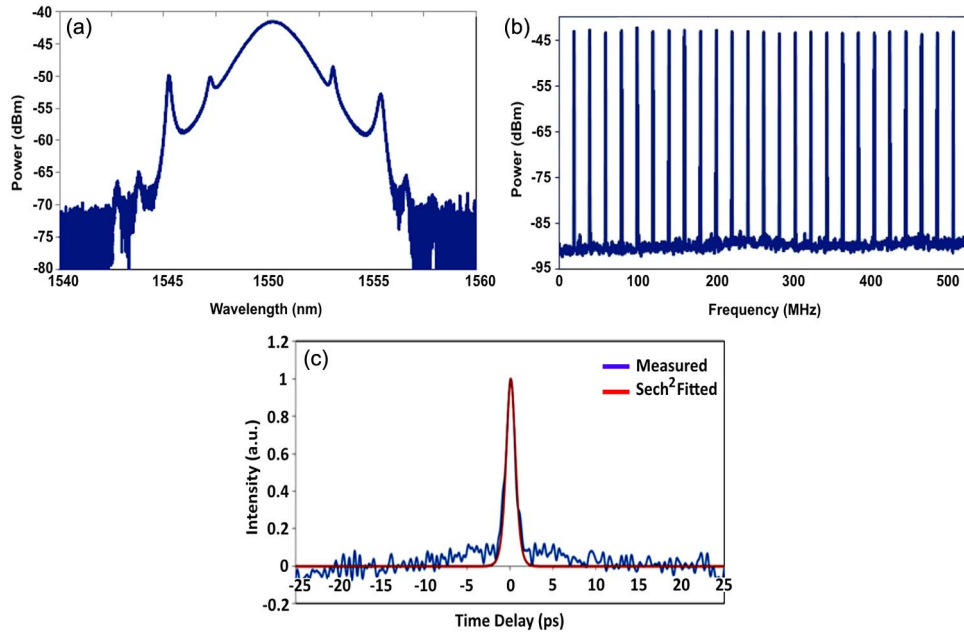 (a)
-40
-45
-50
-55
-60
-65
-70
-75
-80
Power (dBm)
1540 1545 1550 1555 1560
Wavelength (nm)
(b)
-45
-55
-65
-75
-85
-95
Power (dBm)
0 100 200 300 400 500
Frequency (MHz)
(c)
1.2
1
0.8
0.6
0.4
0.2
0
-0.2
Intensity (a.u.)
Measured
Sech² Fitted
-25 -20 -15 -10 -5 0 5 10 15 20 25
Time Delay (ps)